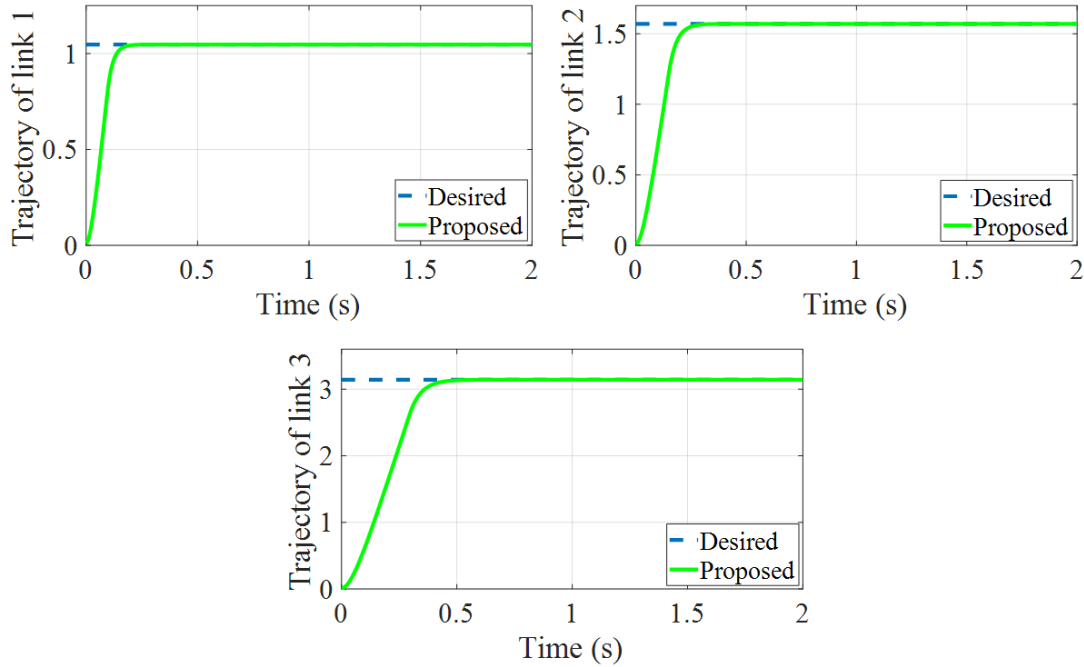 Trajectory of link 1
1
0.5
0
0 0.5 1 1.5 2
Time (s)
Desired
Proposed
Trajectory of link 2
1.5
1
0.5
0
0 0.5 1 1.5 2
Time (s)
Desired
Proposed
Trajectory of link 3
3
2
1
0
0 0.5 1 1.5 2
Time (s)
Desired
Proposed